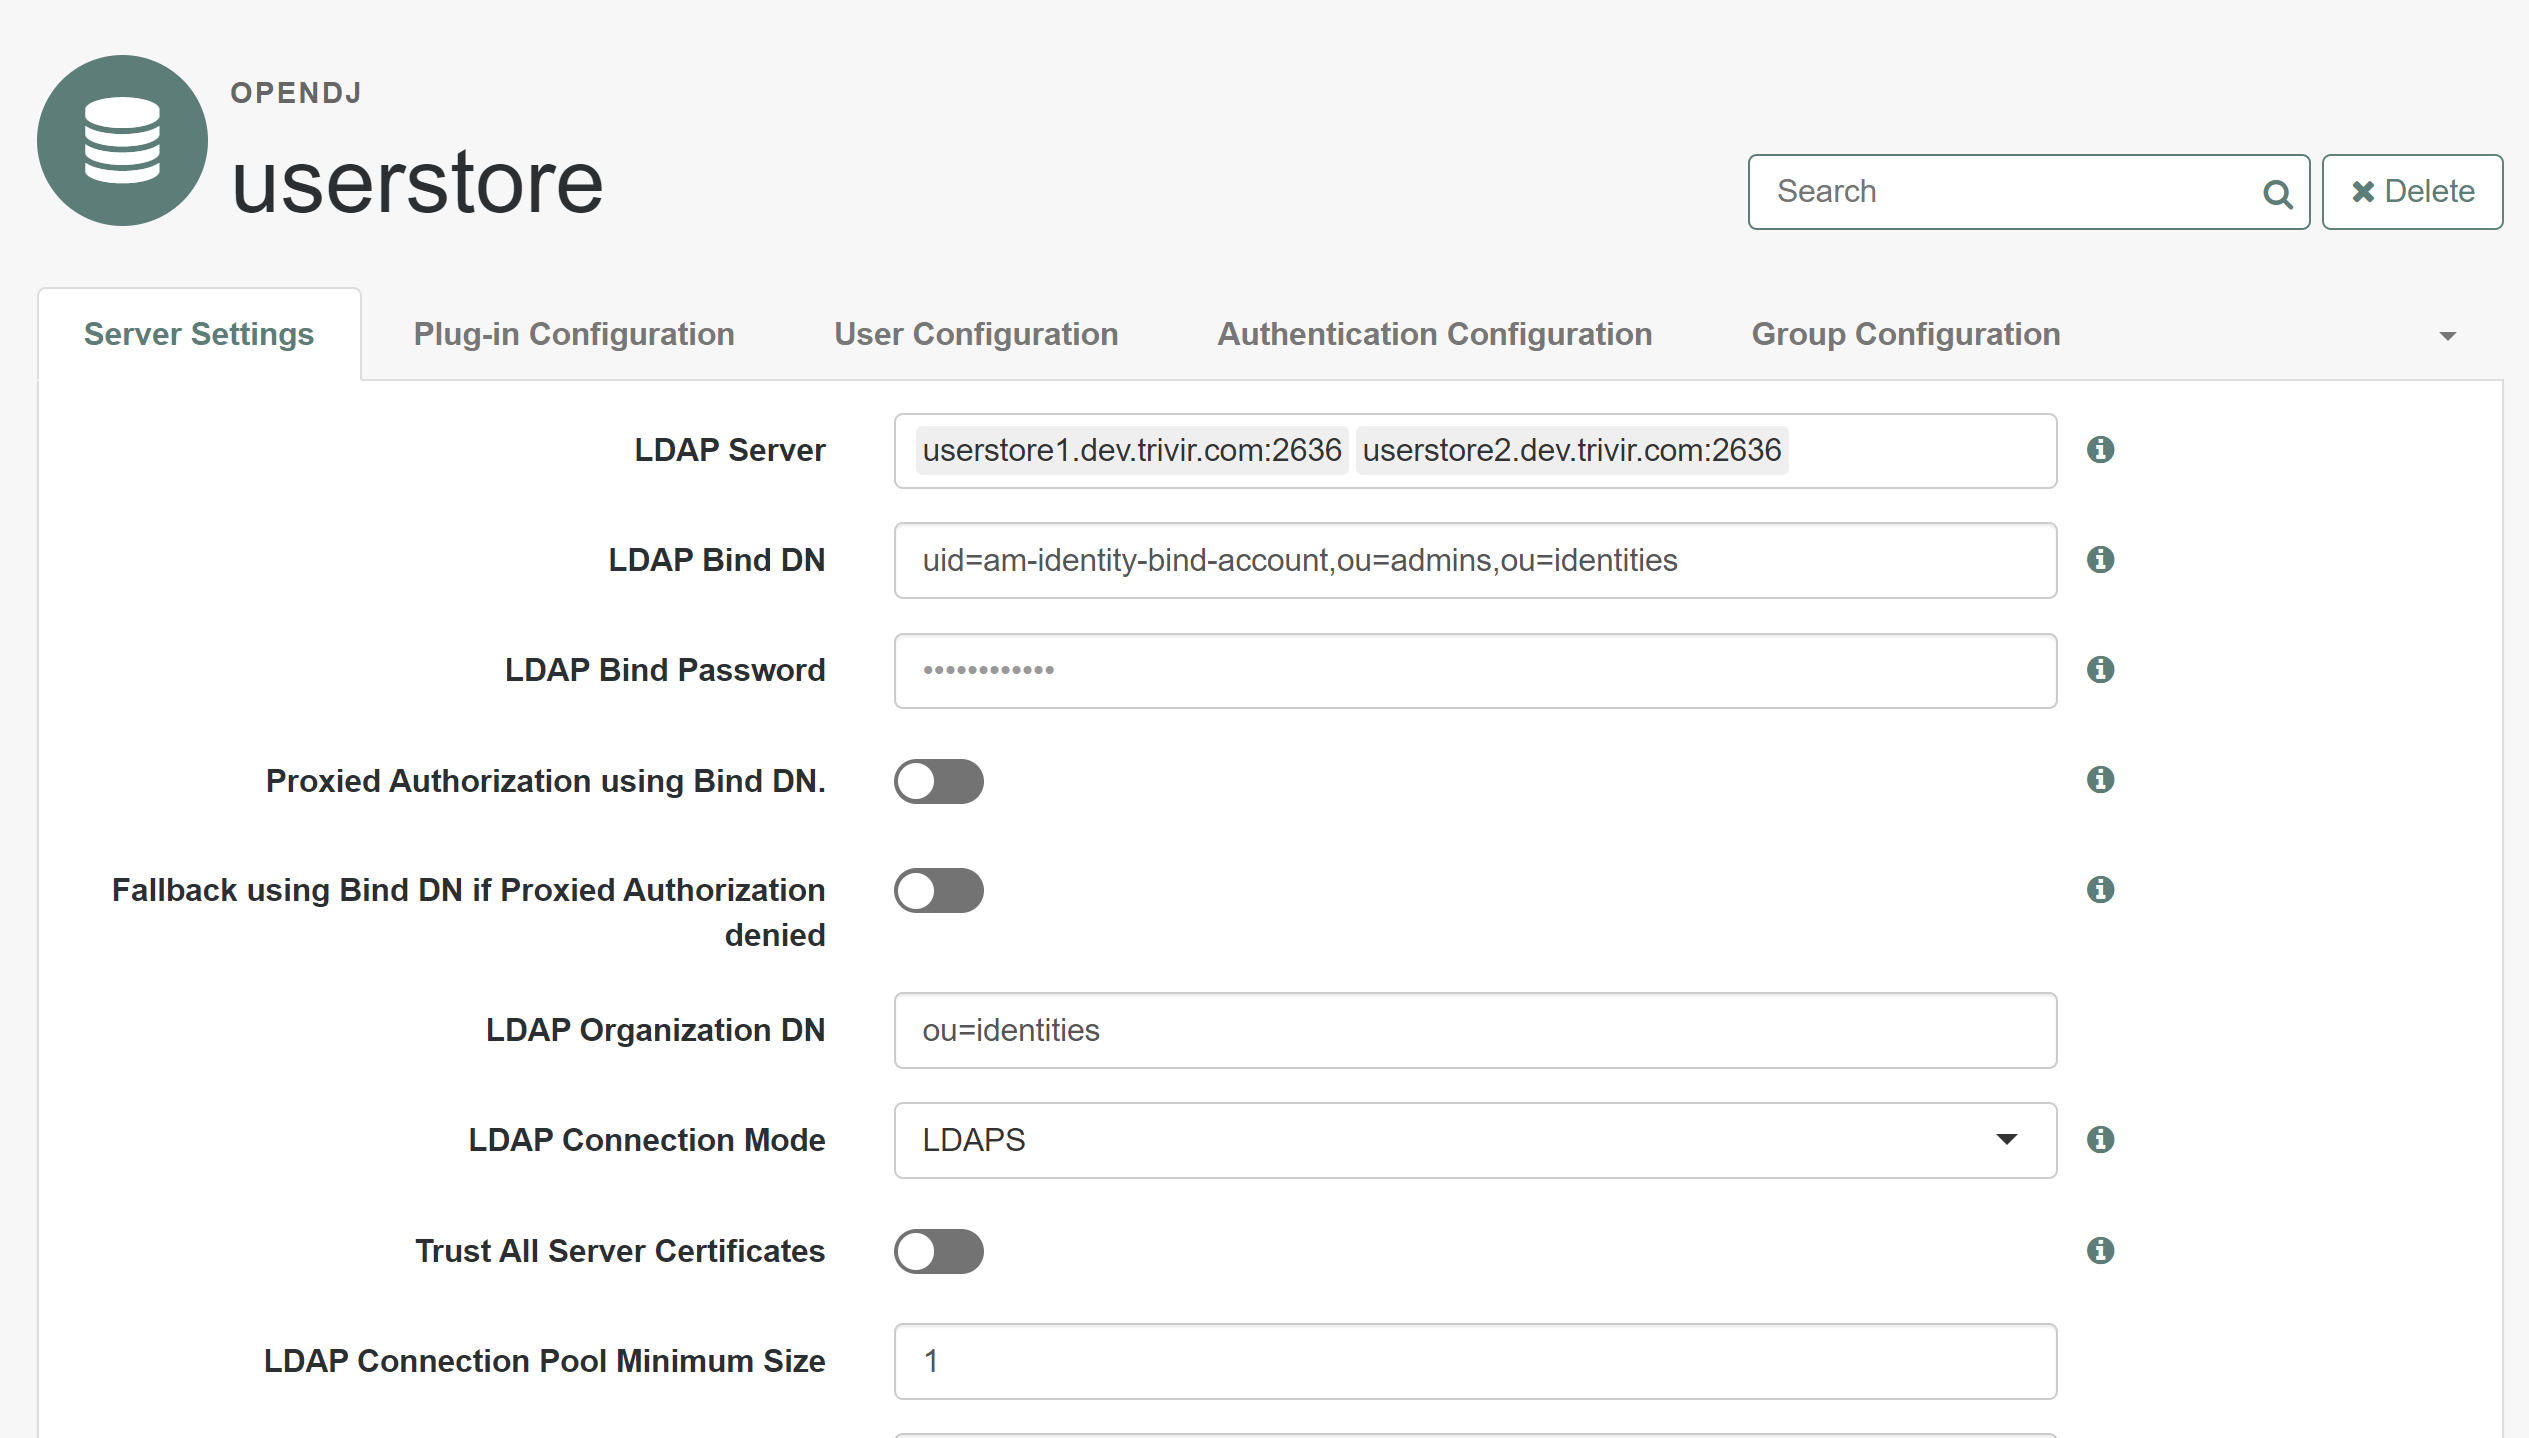 OPENDJ
userstore
Search
Delete
Server Settings Plug-in Configuration User Configuration Authentication Configuration Group Configuration
LDAP Server userstore1.dev.trivir.com:2636 userstore2.dev.trivir.com:2636
LDAP Bind DN uid=am-identity-bind-account,ou=admins,ou=identities
LDAP Bind Password ••••••••••••
Proxied Authorization using Bind DN.
Fallback using Bind DN if Proxied Authorization
denied
LDAP Organization DN ou=identities
LDAP Connection Mode LDAPS
Trust All Server Certificates
LDAP Connection Pool Minimum Size 1